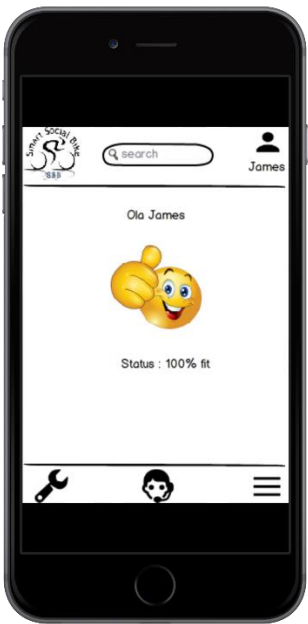 Smart Social Bike
SSB
search
James
Ola James
Status : 100% fit